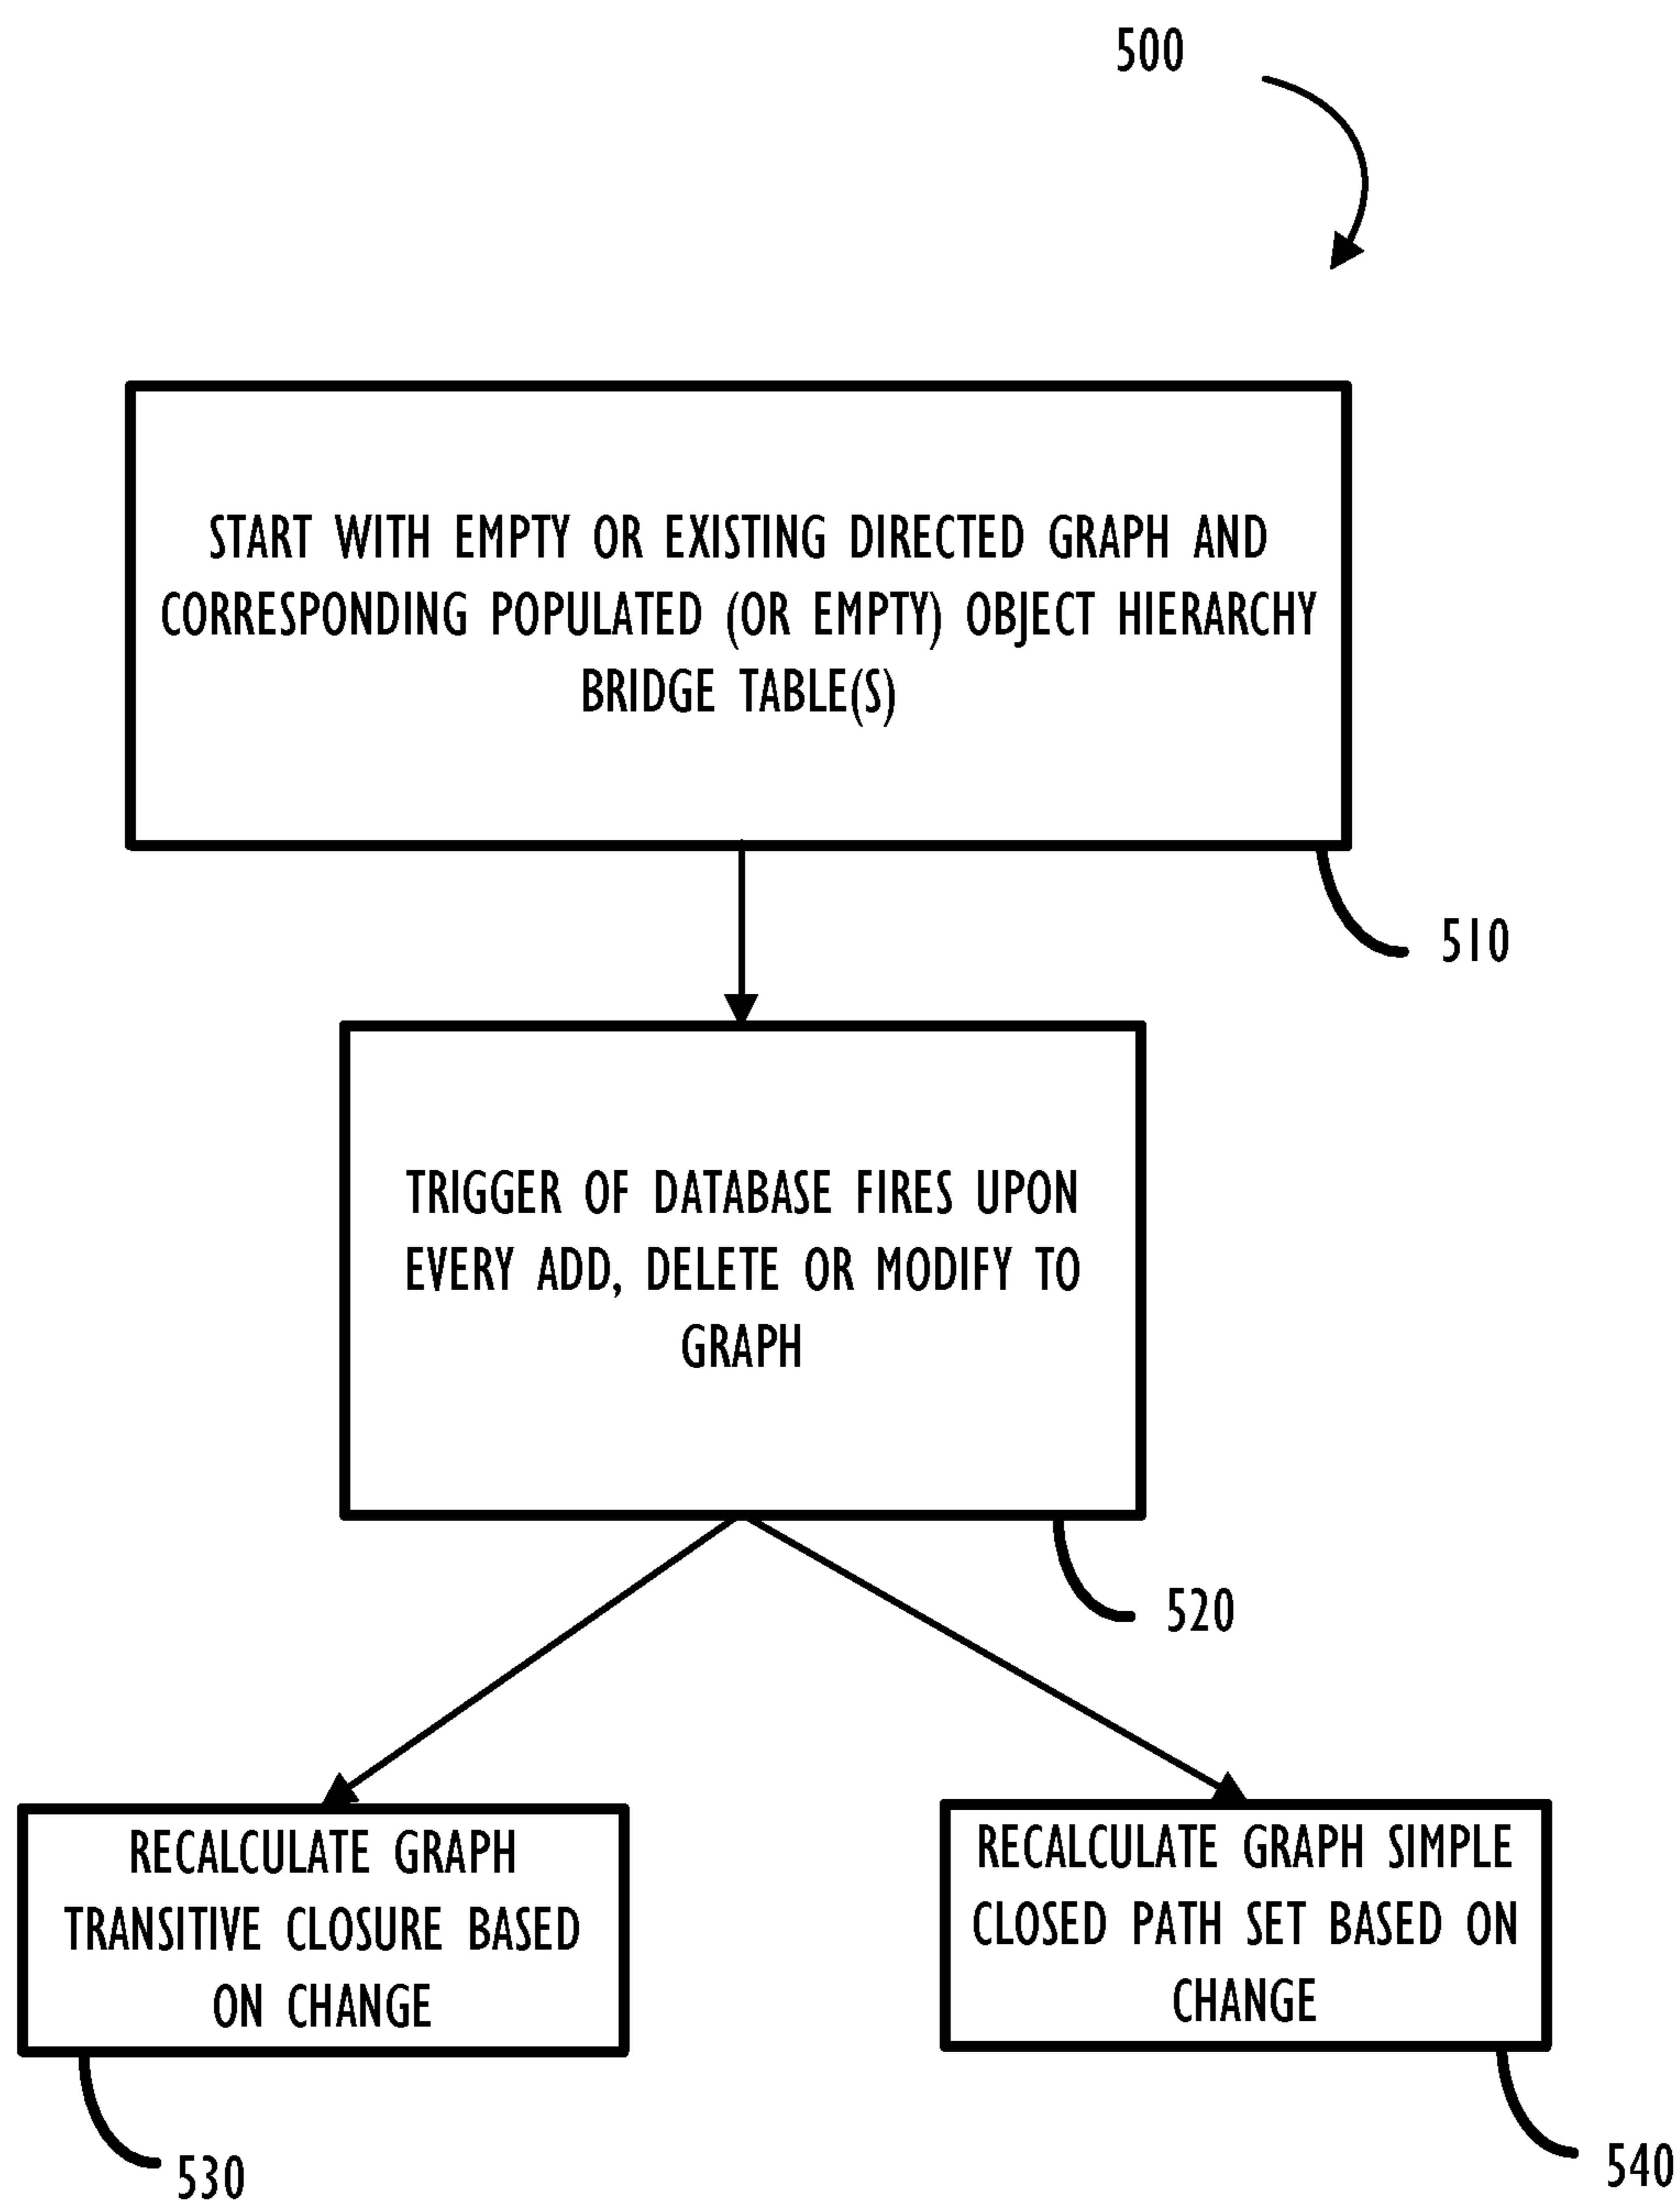 500
START WITH EMPTY OR EXISTING DIRECTED GRAPH AND
CORRESPONDING POPULATED (OR EMPTY) OBJECT HIERARCHY
BRIDGE TABLE(S)
510
TRIGGER OF DATABASE FIRES UPON
EVERY ADD, DELETE OR MODIFY TO
GRAPH
520
RECALCULATE GRAPH
TRANSITIVE CLOSURE BASED
ON CHANGE
530
RECALCULATE GRAPH SIMPLE
CLOSED PATH SET BASED ON
CHANGE
540